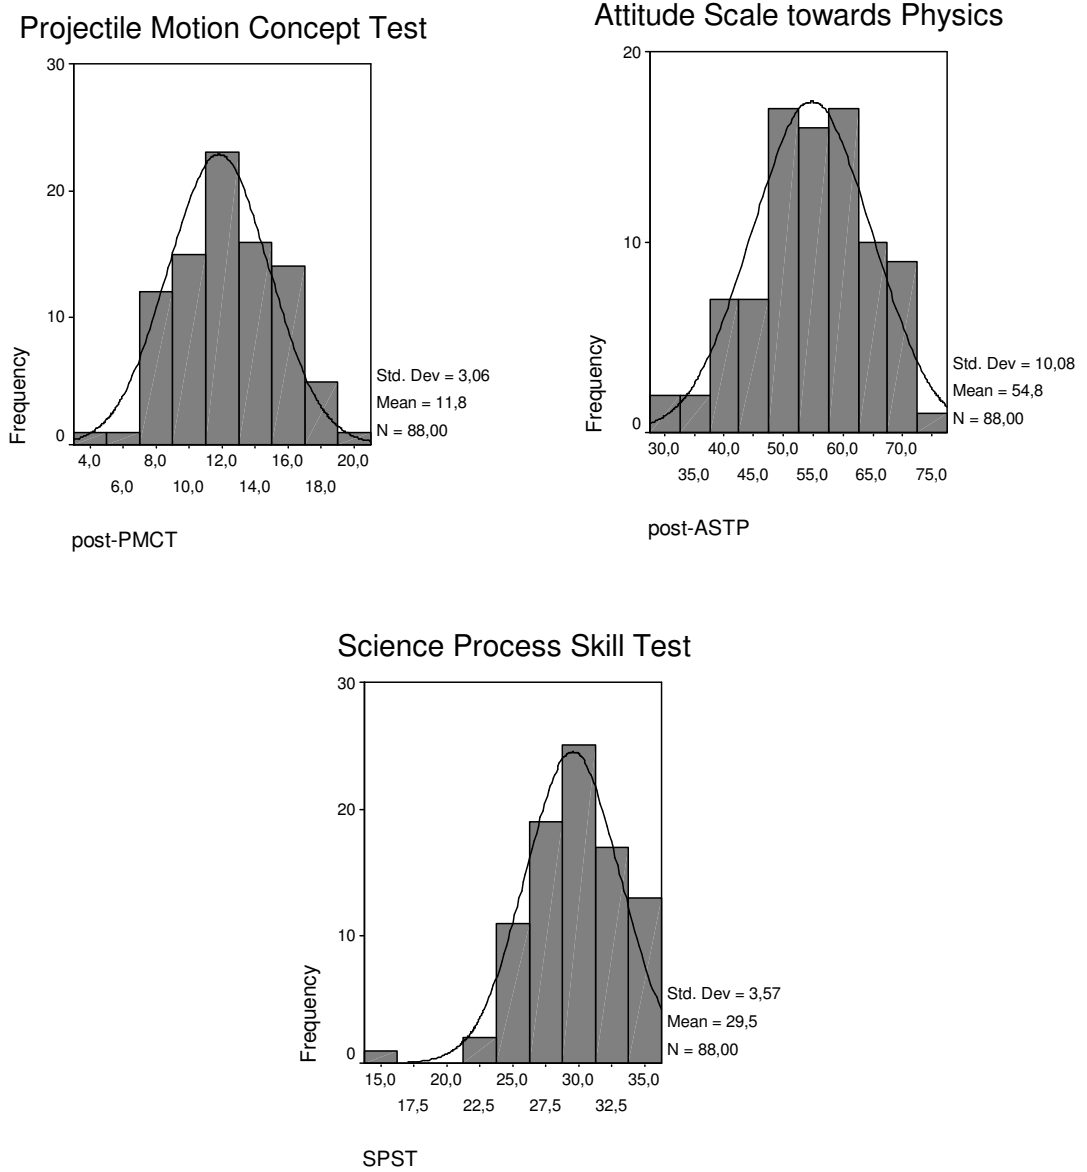 Projectile Motion Concept Test
30
20
10
0
Frequency
4,0 8,0 12,0 16,0 20,0
6,0 10,0 14,0 18,0
Std. Dev = 3,06
Mean = 11,8
N = 88,00
post-PMCT
Attitude Scale towards Physics
20
10
0
Frequency
30,0 40,0 50,0 60,0 70,0
35,0 45,0 55,0 65,0 75,0
Std. Dev = 10,08
Mean = 54,8
N = 88,00
post-ASTP
Science Process Skill Test
30
20
10
0
Frequency
15,0 20,0 25,0 30,0 35,0
17,5 22,5 27,5 32,5
Std. Dev = 3,57
Mean = 29,5
N = 88,00
SPST